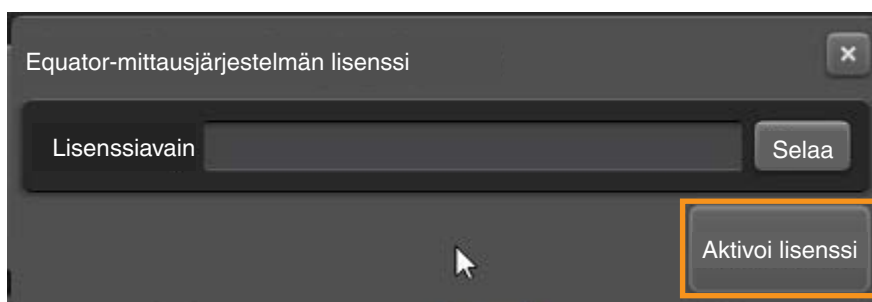 Equator-mittausjärjestelmän lisenssi
Lisenssiavain
Selaa
Aktivoi lisenssi